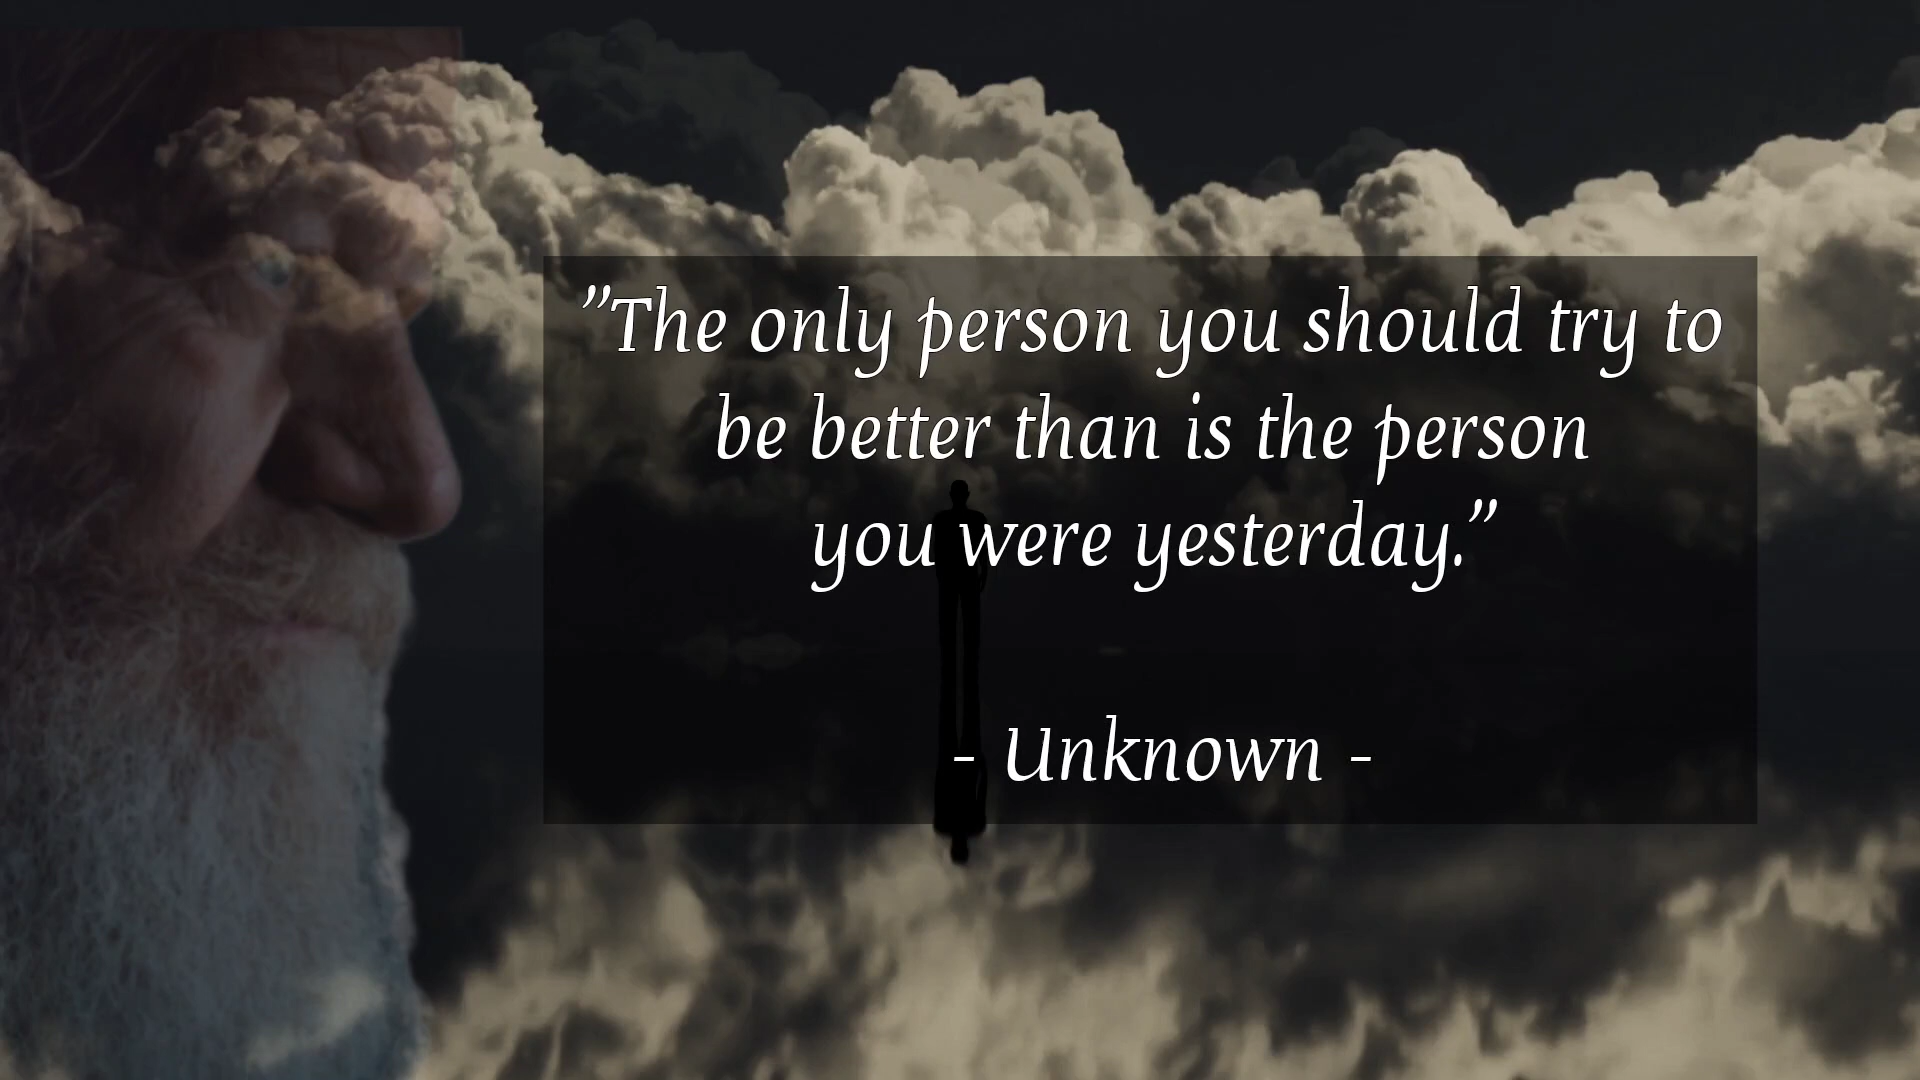 ”The only person you should try to
be better than is the person
you were yesterday.”
- Unknown -